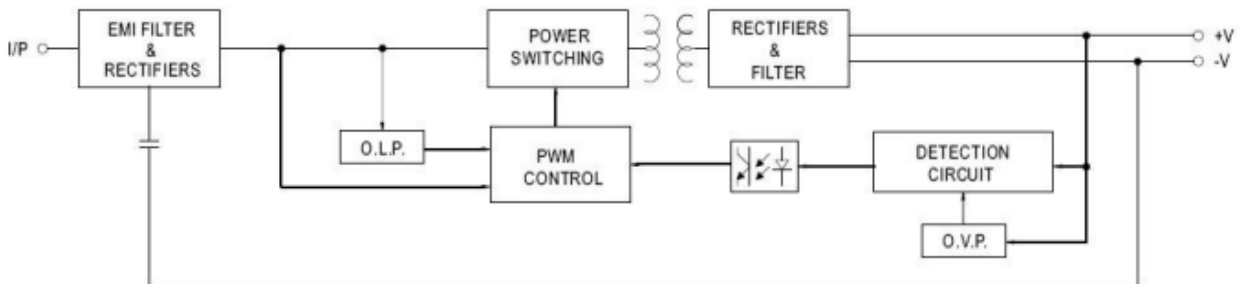 I/P
EMI FILTER
&
RECTIFIERS
POWER
SWITCHING
RECTIFIERS
&
FILTER
+V
-V
O.L.P.
PWM
CONTROL
DETECTION
CIRCUIT
O.V.P.